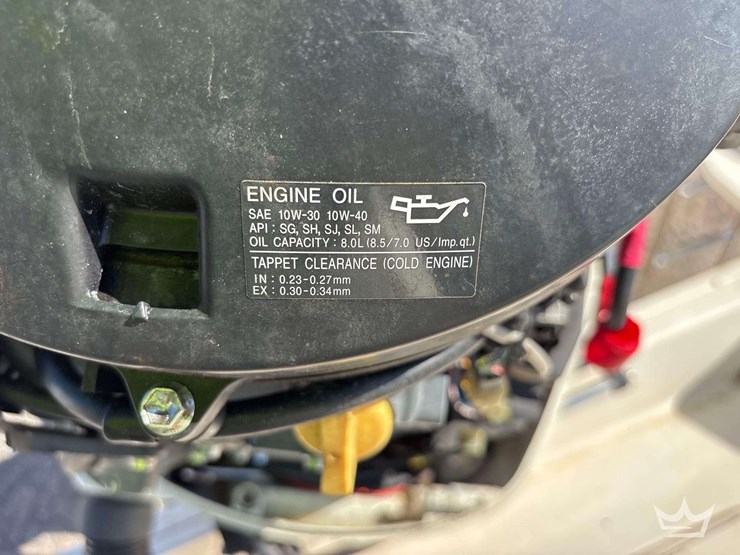 ENGINE OIL
SAE 10W-30 10W-40
API : SG, SH, SJ, SL, SM
OIL CAPACITY : 8.0L (8.5/7.0 US/Imp.qt.)
TAPPET CLEARANCE (COLD ENGINE)
IN : 0.23-0.27mm
EX : 0.30-0.34mm